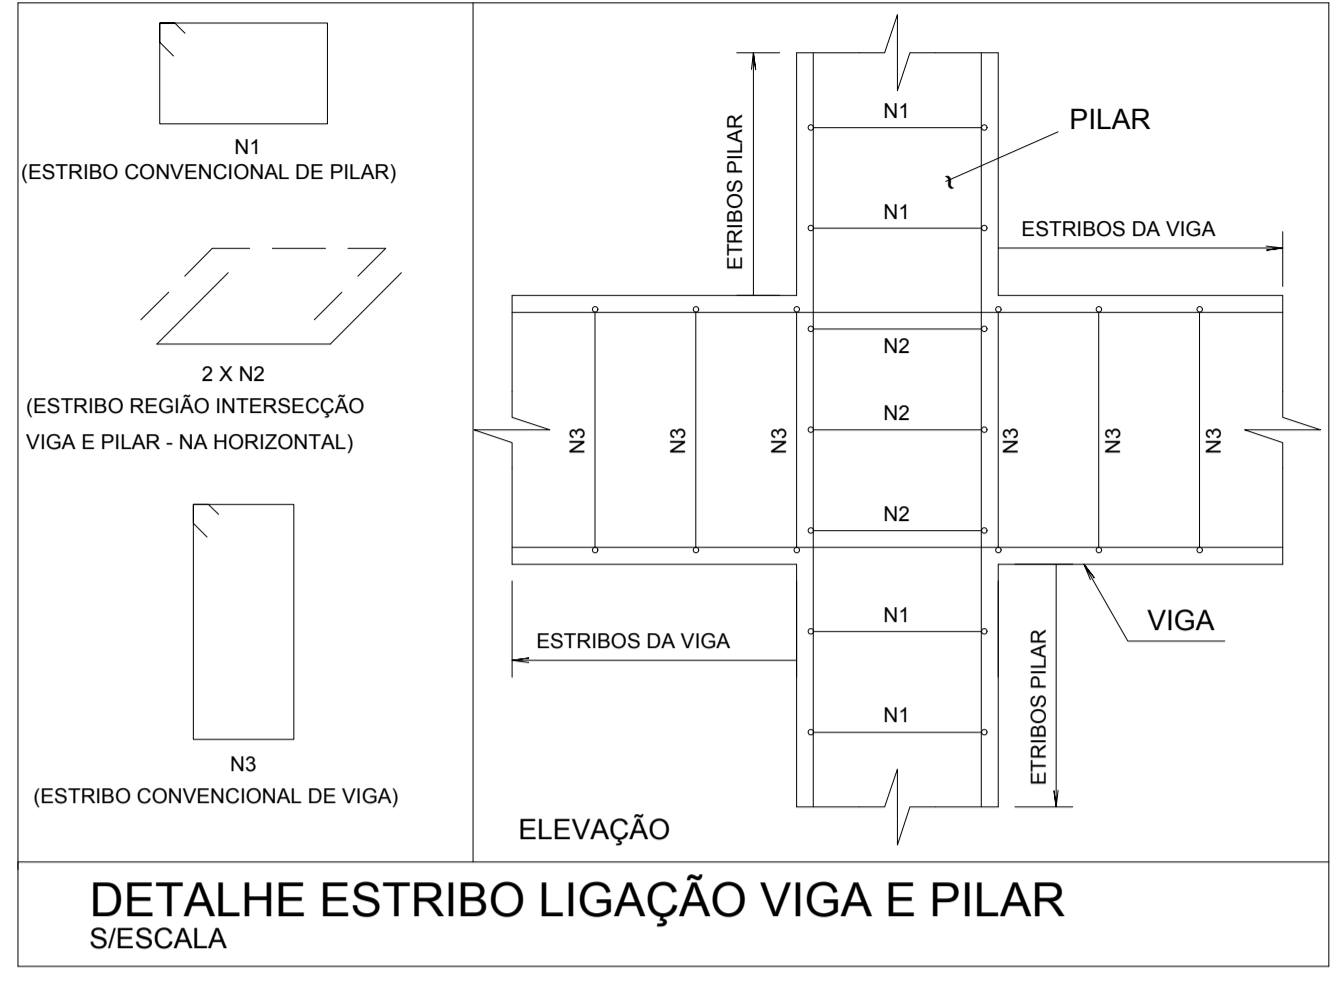 N1
(ESTRIBO CONVENCIONAL DE PILAR)
2 X N2
(ESTRIBO REGIÃO INTERSECÇÃO
VIGA E PILAR - NA HORIZONTAL)
N3
(ESTRIBO CONVENCIONAL DE VIGA)
ETRIBOS PILAR
N1
PILAR
N1
ESTRIBOS DA VIGA
N2
N2
N3
N3
N3
N3
N3
N3
N2
N1
ESTRIBOS DA VIGA
VIGA
ETRIBOS PILAR
N1
ELEVAÇÃO
DETALHE ESTRIBO LIGAÇÃO VIGA E PILAR
S/ESCALA